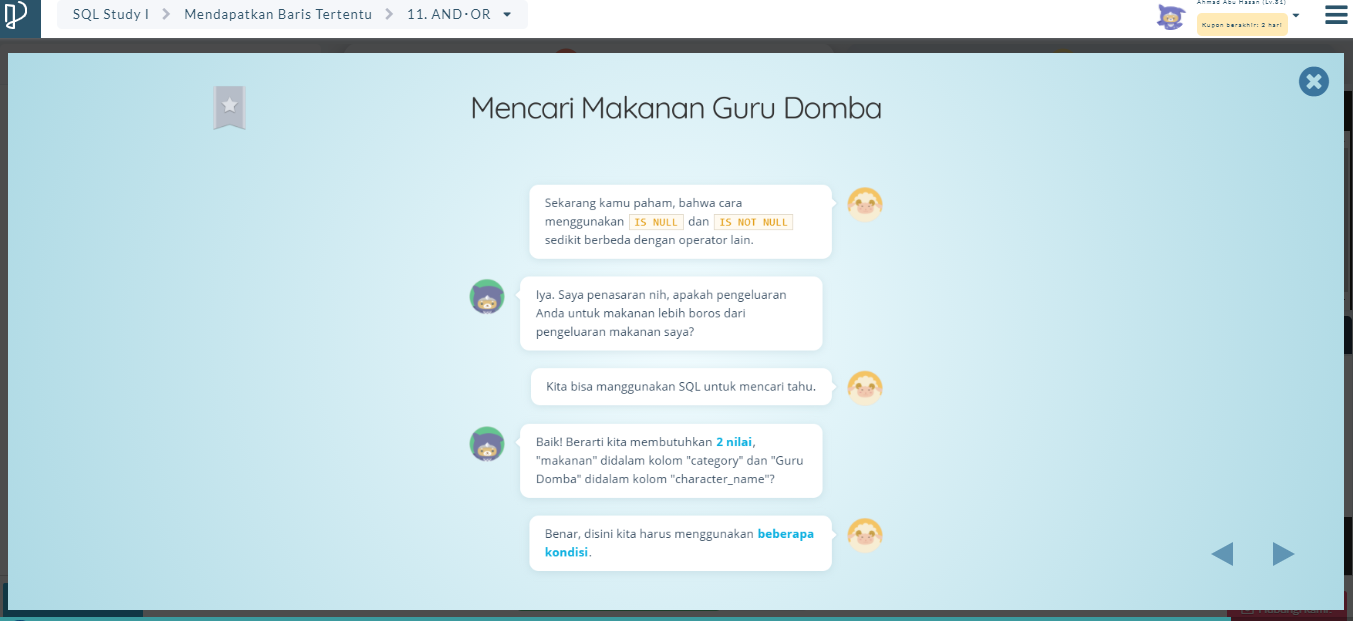 SQL Study I
Mendapatkan Baris Tertentu
11. AND·OR
Ahmad Abu Hasan (Lv.81)
Kupon berakhir: 2 hari
Mencari Makanan Guru Domba
Sekarang kamu paham, bahwa cara
menggunakan IS NULL dan IS NOT NULL
sedikit berbeda dengan operator lain.
Iya. Saya penasaran nih, apakah pengeluaran
Anda untuk makanan lebih boros dari
pengeluaran makanan saya?
Kita bisa manggunakan SQL untuk mencari tahu.
Baik! Berarti kita membutuhkan 2 nilai,
"makanan" didalam kolom "category" dan "Guru
Domba" didalam kolom "character_name"?
Benar, disini kita harus menggunakan beberapa
kondisi.